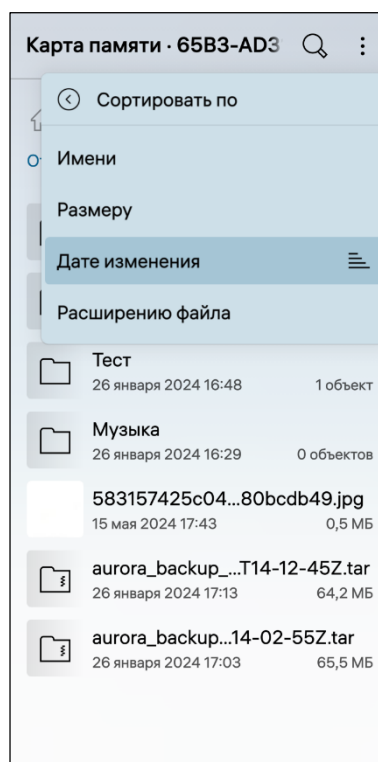 Карта памяти · 65B3-AD3
Сортировать по
Имени
Размеру
Дате изменения
Расширению файла
Тест
26 января 2024 16:48 1 объект
Музыка
26 января 2024 16:29 0 объектов
583157425c04...80bcdb49.jpg
15 мая 2024 17:43 0,5 МБ
aurora_backup_...T14-12-45Z.tar
26 января 2024 17:13 64,2 МБ
aurora_backup...14-02-55Z.tar
26 января 2024 17:03 65,5 МБ